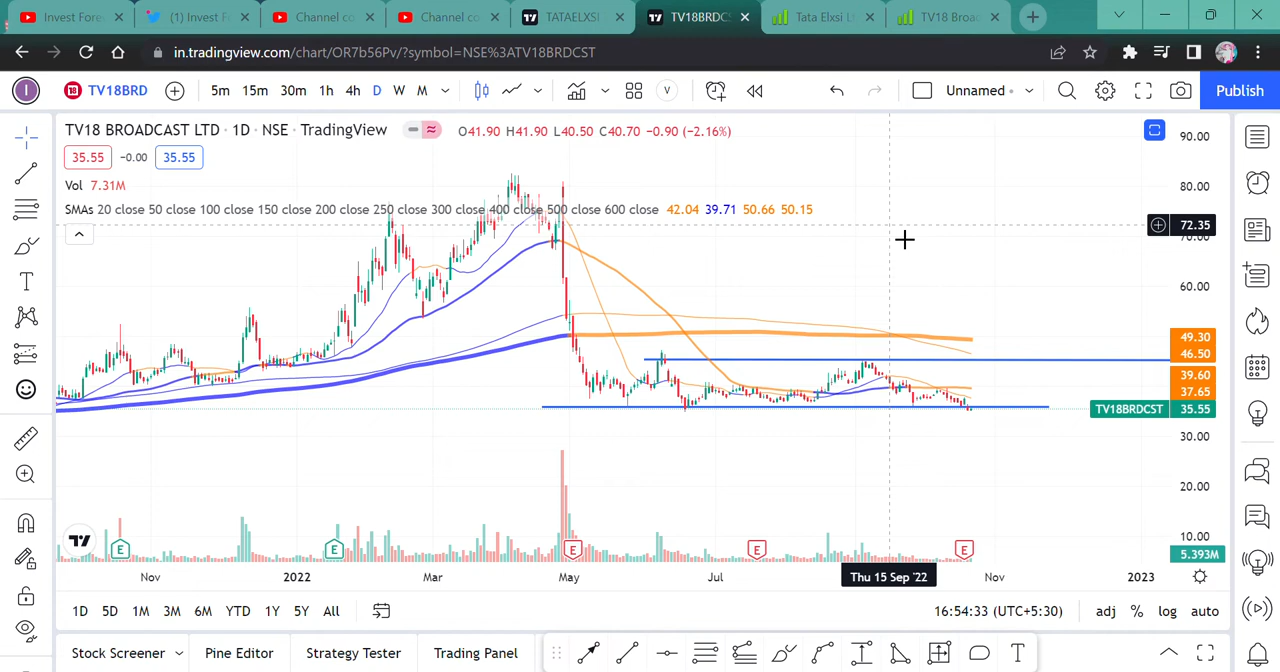 Invest Fores
(1) Invest F
Channel co
Channel co
TATAELXSI
TV18BRDC
Tata Elxsi L
TV18 Broad
in.tradingview.com/chart/OR7b56Pv/?symbol=NSE%3ATV18BRDCST
I
18 TV18BRD
5m 15m 30m 1h 4h D W M
V
Unnamed
Publish
TV18 BROADCAST LTD · 1D · NSE · TradingView
O41.90 H41.90 L40.50 C40.70 −0.90 (−2.16%)
35.55 −0.00 35.55
Vol 7.31M
SMAs 20 close 50 close 100 close 150 close 200 close 250 close 300 close 400 close 500 close 600 close 42.04 39.71 50.66 50.15
90.00
80.00
72.35
70.00
60.00
49.30
46.50
39.60
37.65
TV18BRDCST 35.55
30.00
20.00
10.00
5.393M
E E E E E
Nov 2022 Mar May Jul Thu 15 Sep '22 Nov 2023
1D 5D 1M 3M 6M YTD 1Y 5Y All
16:54:33 (UTC+5:30) adj % log auto
Stock Screener Pine Editor Strategy Tester Trading Panel